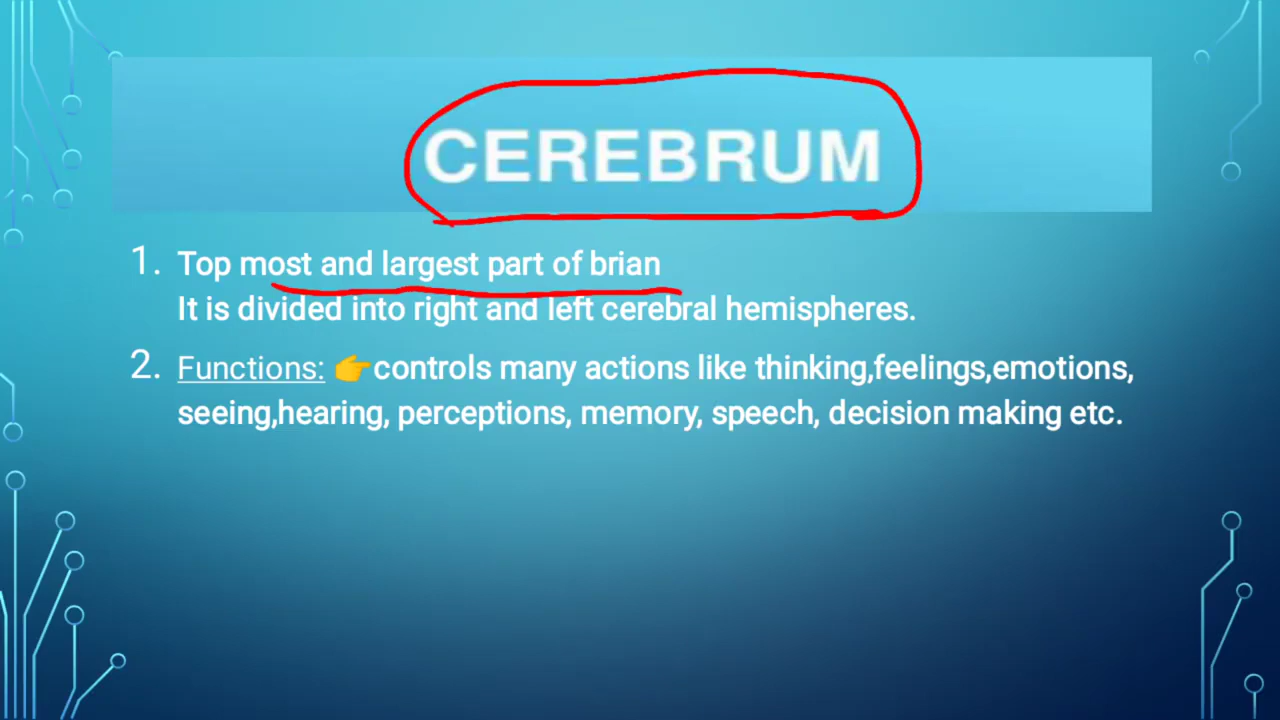 CEREBRUM
1. Top most and largest part of brian
It is divided into right and left cerebral hemispheres.
2. Functions: 👉controls many actions like thinking,feelings,emotions,
seeing,hearing, perceptions, memory, speech, decision making etc.